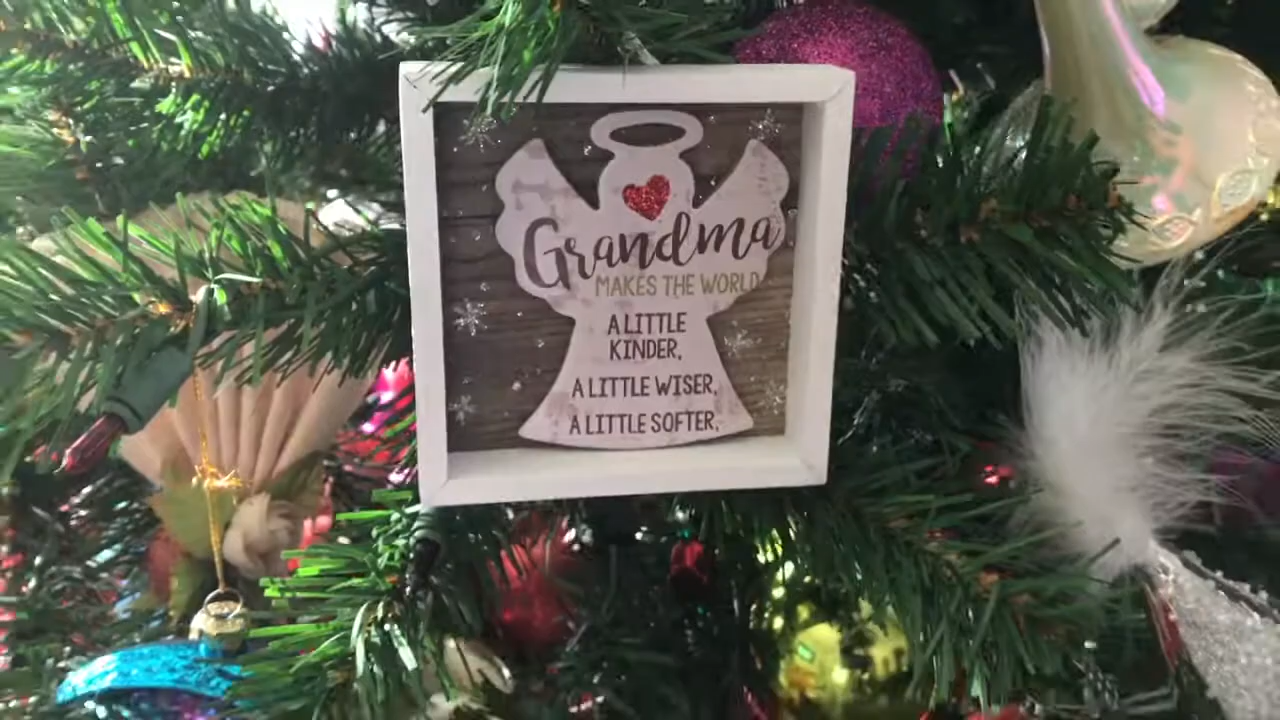 Grandma
MAKES THE WORLD
A LITTLE
KINDER,
A LITTLE WISER,
A LITTLE SOFTER,